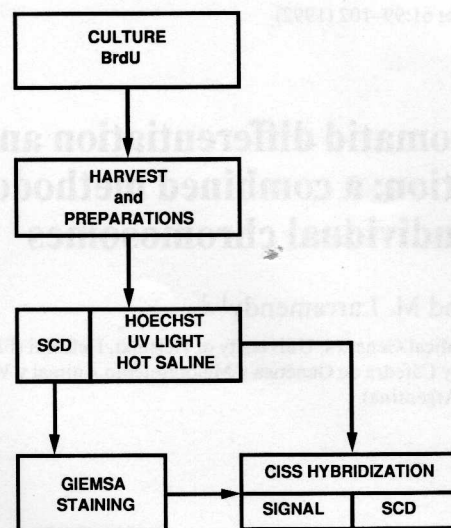 CULTURE
BrdU
HARVEST
and
PREPARATIONS
SCD
HOECHST
UV LIGHT
HOT SALINE
GIEMSA
STAINING
CISS HYBRIDIZATION
SIGNAL
SCD